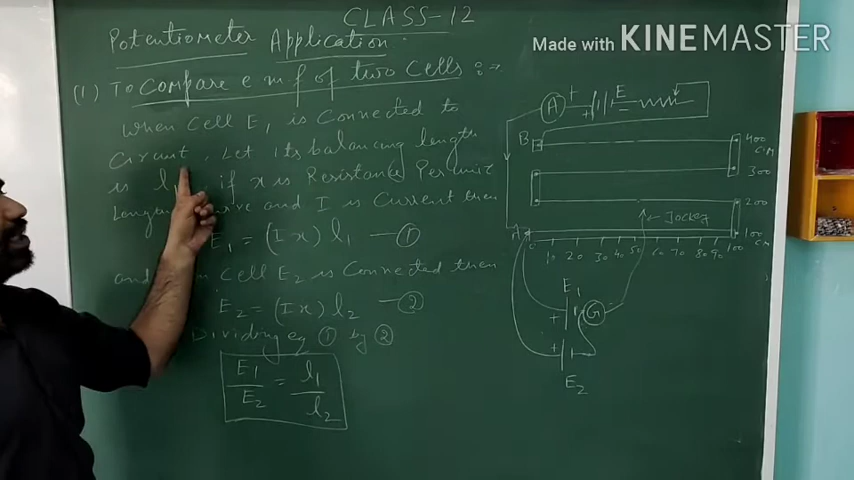 CLASS-12
Made with KINEMASTER
Potentiometer Application
(1) To Compare e.m.f of two Cells :→
When Cell E1 is Connected to
Circuit, Let its balancing length
is l1 if x is Resistance Per unit
and I is Current then
E1 = (Ix) l1 — ①
and Cell E2 is Connected then
E2 = (Ix) l2 — ②
Dividing eq ① by ②
E1/E2 = l1/l2
A + E
+ −
B 400 cm
300
200
← Jockey
A 0 10 20 30 40 50 60 70 80 90 100 cm
E1
+ G
+
E2